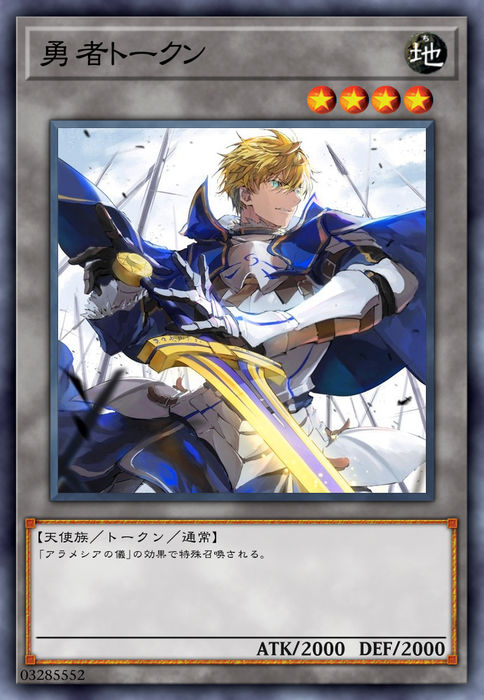 勇者トークン
ち
地
【天使族／トークン／通常】
「アラメシアの儀」の効果で特殊召喚される。
ATK/2000 DEF/2000
03285552